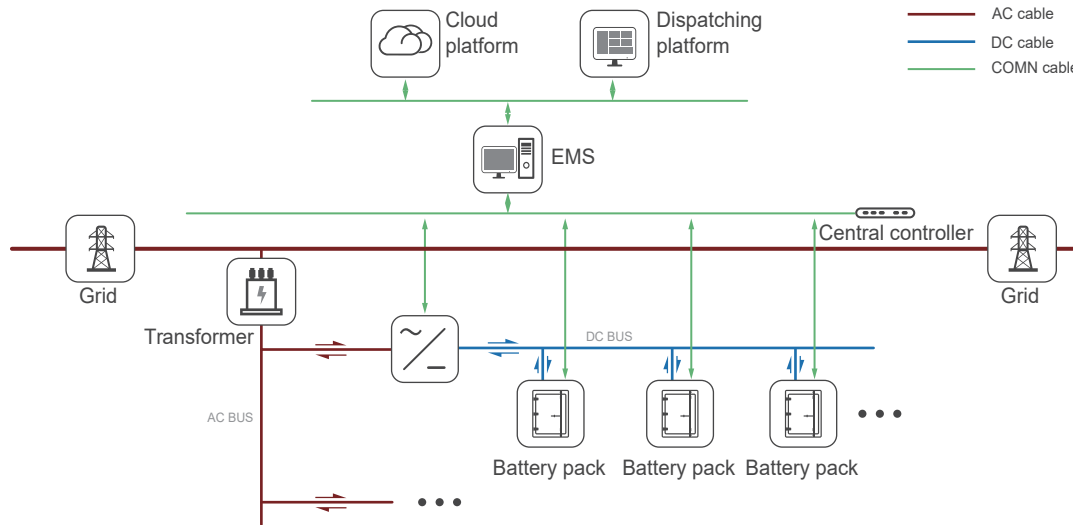 Cloud
platform
Dispatching
platform
AC cable
DC cable
COMN cable
EMS
Central controller
Grid
Grid
Transformer
DC BUS
AC BUS
Battery pack
Battery pack
Battery pack